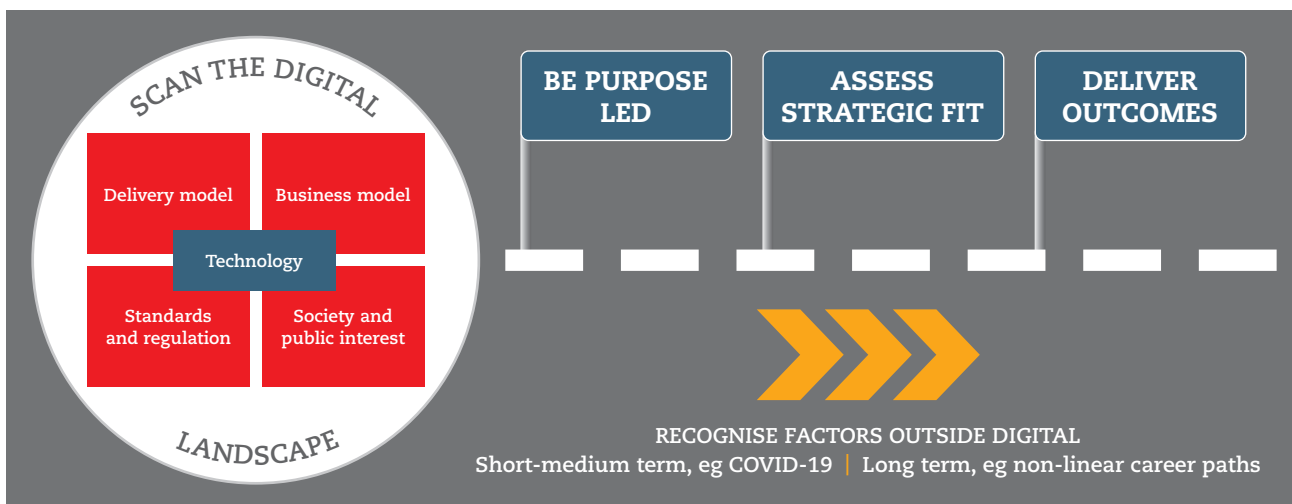 SCAN THE DIGITAL
Delivery model
Business model
Technology
Standards
and regulation
Society and
public interest
LANDSCAPE
BE PURPOSE
LED
ASSESS
STRATEGIC FIT
DELIVER
OUTCOMES
RECOGNISE FACTORS OUTSIDE DIGITAL
Short-medium term, eg COVID-19 | Long term, eg non-linear career paths